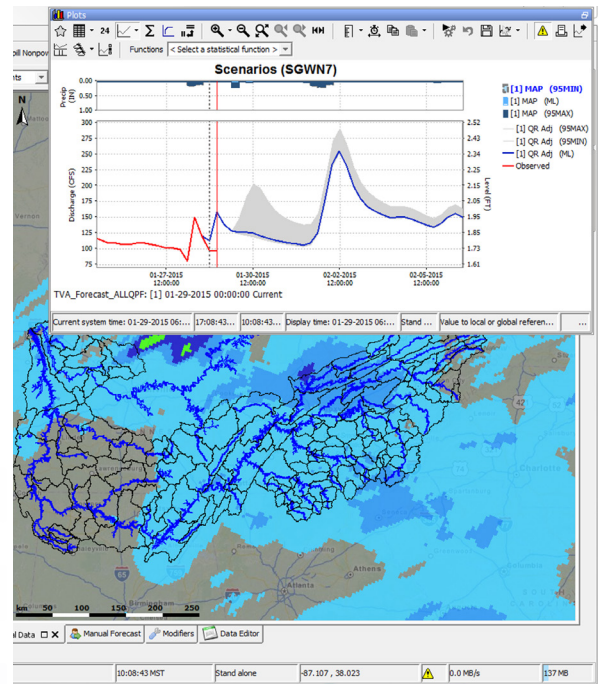 Plots
24
Functions < Select a statistical function >
pill Nonpow
nts
Scenarios (SGWN7)
Precip (IN)
0.00
0.50
1.00
[1] MAP (95MIN)
[1] MAP (ML)
[1] MAP (95MAX)
[1] QR Adj (95MAX)
[1] QR Adj (95MIN)
[1] QR Adj (ML)
Observed
Discharge (CFS)
300
275
250
225
200
175
150
125
100
75
2.52
2.43
2.34
2.25
2.16
2.05
1.95
1.85
1.73
1.61
Level (FT)
01-27-2015 12:00:00
01-30-2015 12:00:00
02-02-2015 12:00:00
02-05-2015 12:00:00
TVA_Forecast_ALLQPF: [1] 01-29-2015 00:00:00 Current
Current system time: 01-29-2015 06:... 17:08:43... 10:08:43... Display time: 01-29-2015 06:... Stand ... Value to local or global referen... ...
N
Vernon
Charlotte
Rome
Athens
Atlanta
Birmingham
65
km 50 100 150 200 250
l Data Manual Forecast Modifiers Data Editor
10:08:43 MST Stand alone -87.107 , 38.023 0.0 MB/s 137 MB